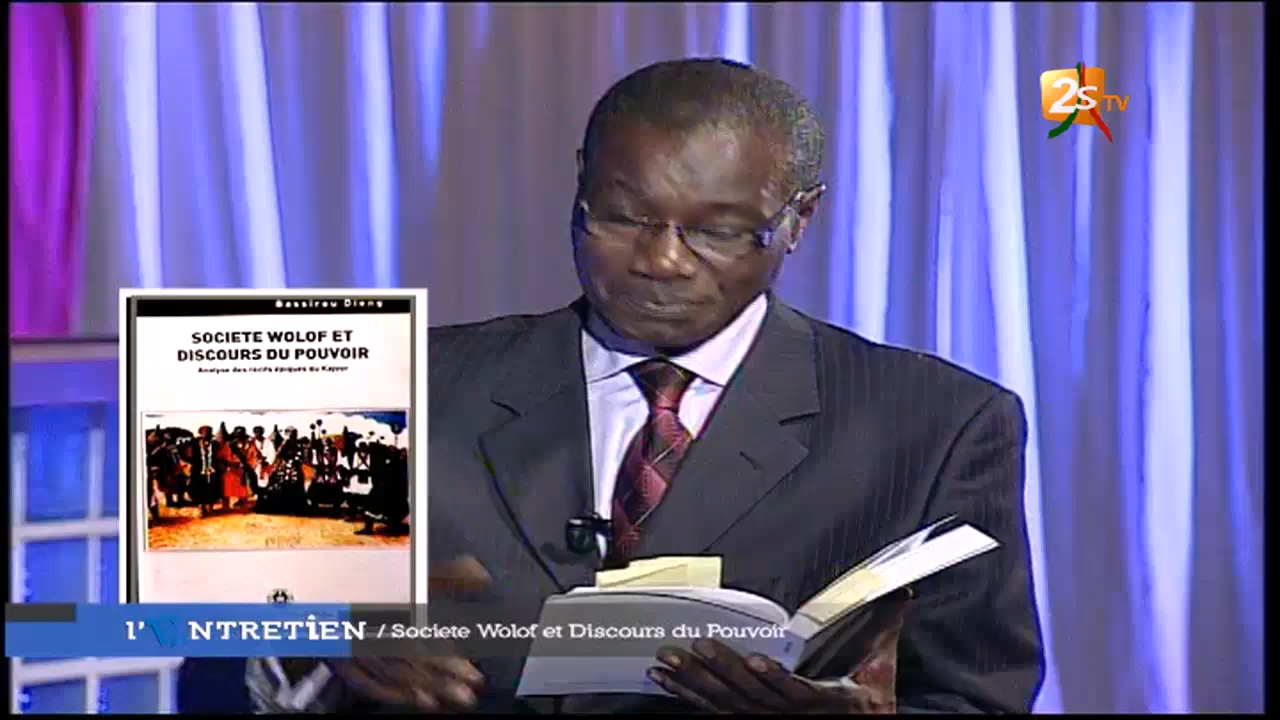 2s TV
Bassirou Dieng
SOCIETE WOLOF ET
DISCOURS DU POUVOIR
Analyse des récits épiques du Kajoor
l'ENTRETiEN / Societe Wolof et Discours du Pouvoir